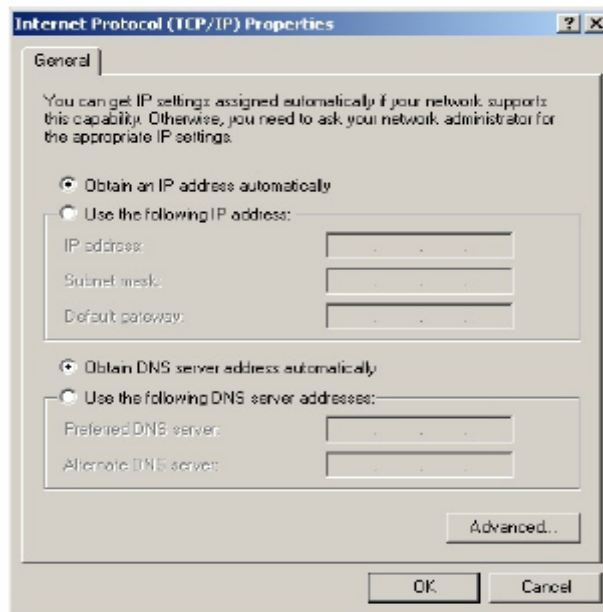 Internet Protocol (TCP/IP) Properties
General
You can get IP settings assigned automatically if your network supports
this capability. Otherwise, you need to ask your network administrator for
the appropriate IP settings.
Obtain an IP address automatically
Use the following IP address:
IP address:
Subnet mask:
Default gateway:
Obtain DNS server address automatically
Use the following DNS server addresses:
Preferred DNS server:
Alternate DNS server:
Advanced...
OK Cancel